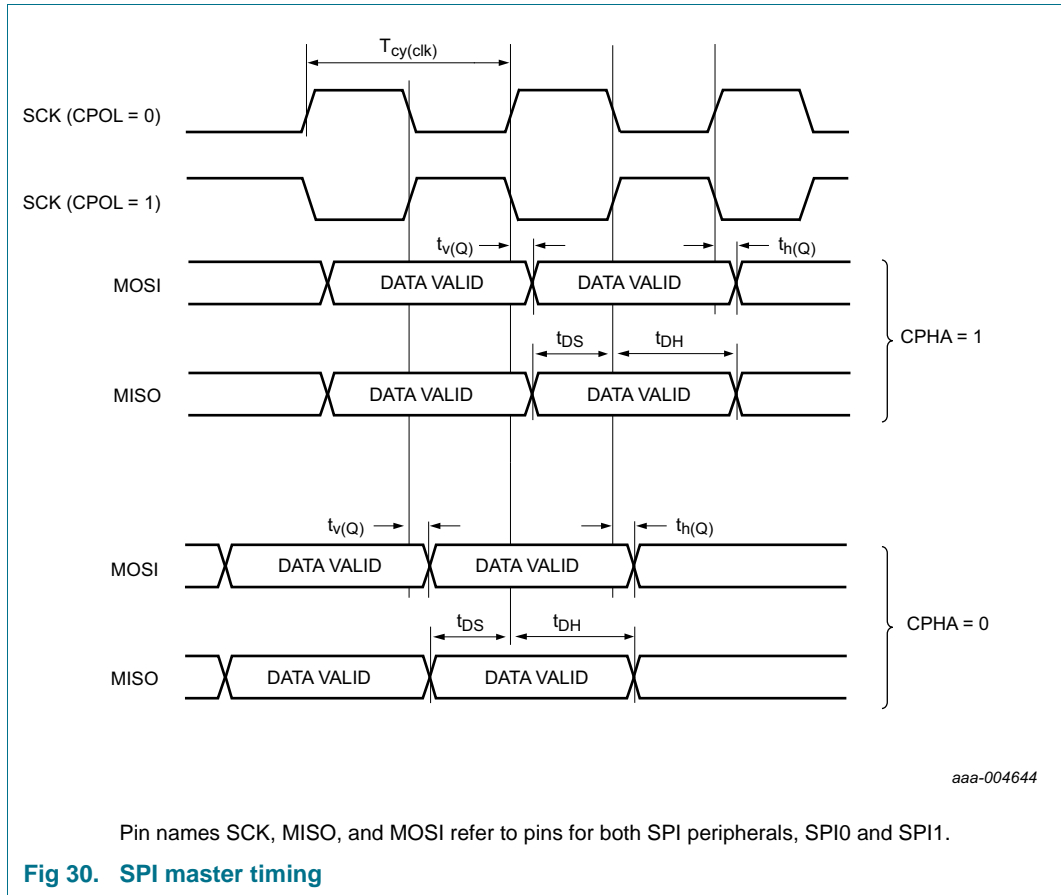 T cy(clk)
SCK (CPOL = 0)
SCK (CPOL = 1)
tv(Q)
th(Q)
MOSI
DATA VALID
DATA VALID
CPHA = 1
tDS
tDH
MISO
DATA VALID
DATA VALID
tv(Q)
th(Q)
MOSI
DATA VALID
DATA VALID
CPHA = 0
tDS
tDH
MISO
DATA VALID
DATA VALID
aaa-004644
Pin names SCK, MISO, and MOSI refer to pins for both SPI peripherals, SPI0 and SPI1.
Fig 30. SPI master timing